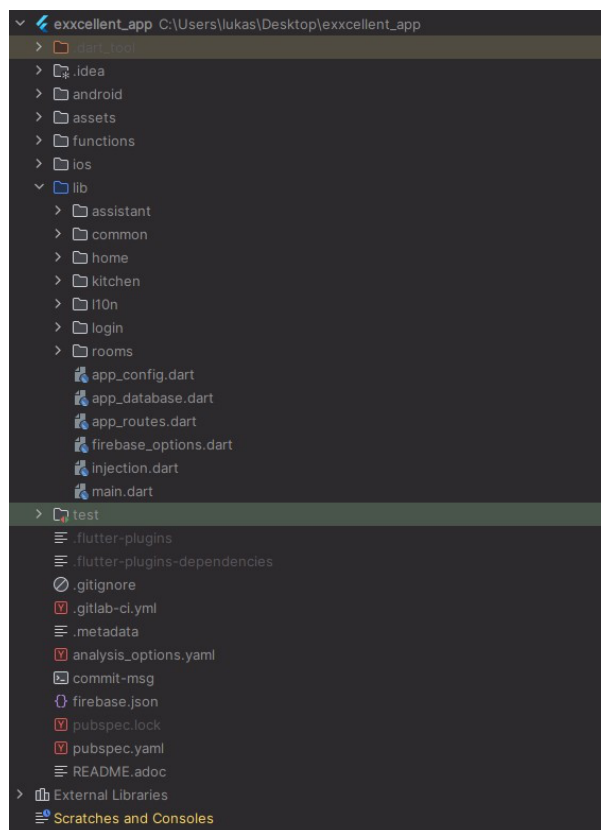 exxcellent_app C:\Users\lukas\Desktop\exxcellent_app
.dart_tool
.idea
android
assets
functions
ios
lib
assistant
common
home
kitchen
l10n
login
rooms
app_config.dart
app_database.dart
app_routes.dart
firebase_options.dart
injection.dart
main.dart
test
.flutter-plugins
.flutter-plugins-dependencies
.gitignore
.gitlab-ci.yml
.metadata
analysis_options.yaml
commit-msg
firebase.json
pubspec.lock
pubspec.yaml
README.adoc
External Libraries
Scratches and Consoles